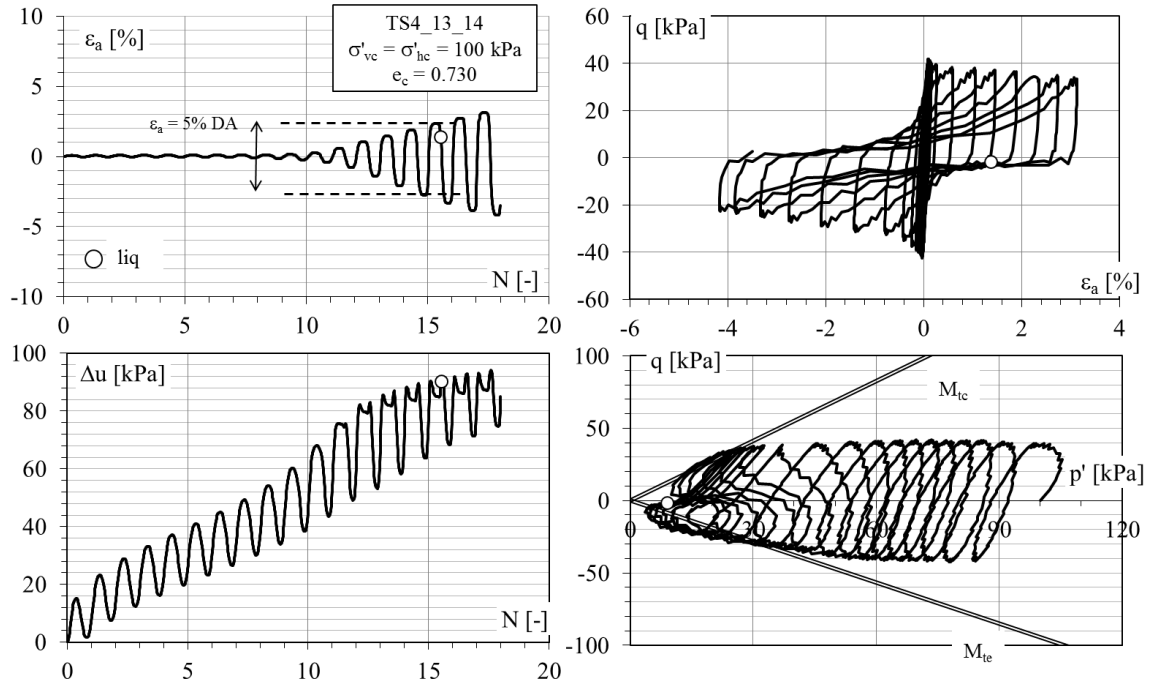 10
5
0
-5
-10
εa [%]
TS4_13_14
σ'vc = σ'hc = 100 kPa
ec = 0.730
εa = 5% DA
liq
N [-]
0
5
10
15
20
60
40
20
0
-20
-40
-60
q [kPa]
εa [%]
-6
-4
-2
0
2
4
100
80
60
40
20
0
Δu [kPa]
N [-]
0
5
10
15
20
100
50
0
-50
-100
q [kPa]
Mtc
p' [kPa]
0
30
60
90
120
Mte